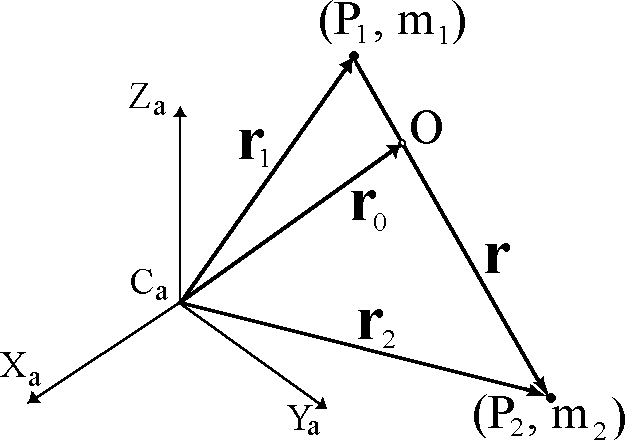 (P₁, m₁)
Zₐ
O
r₁
r₀
r
Cₐ
r₂
Xₐ
Yₐ
(P₂, m₂)